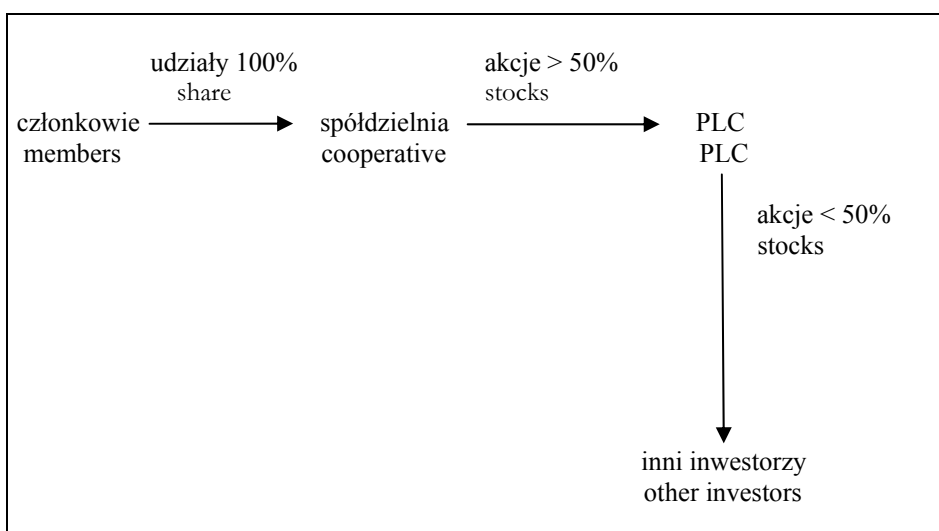 udziały 100%
share
akcje > 50%
stocks
członkowie
members
spółdzielnia
cooperative
PLC
PLC
akcje < 50%
stocks
inni inwestorzy
other investors